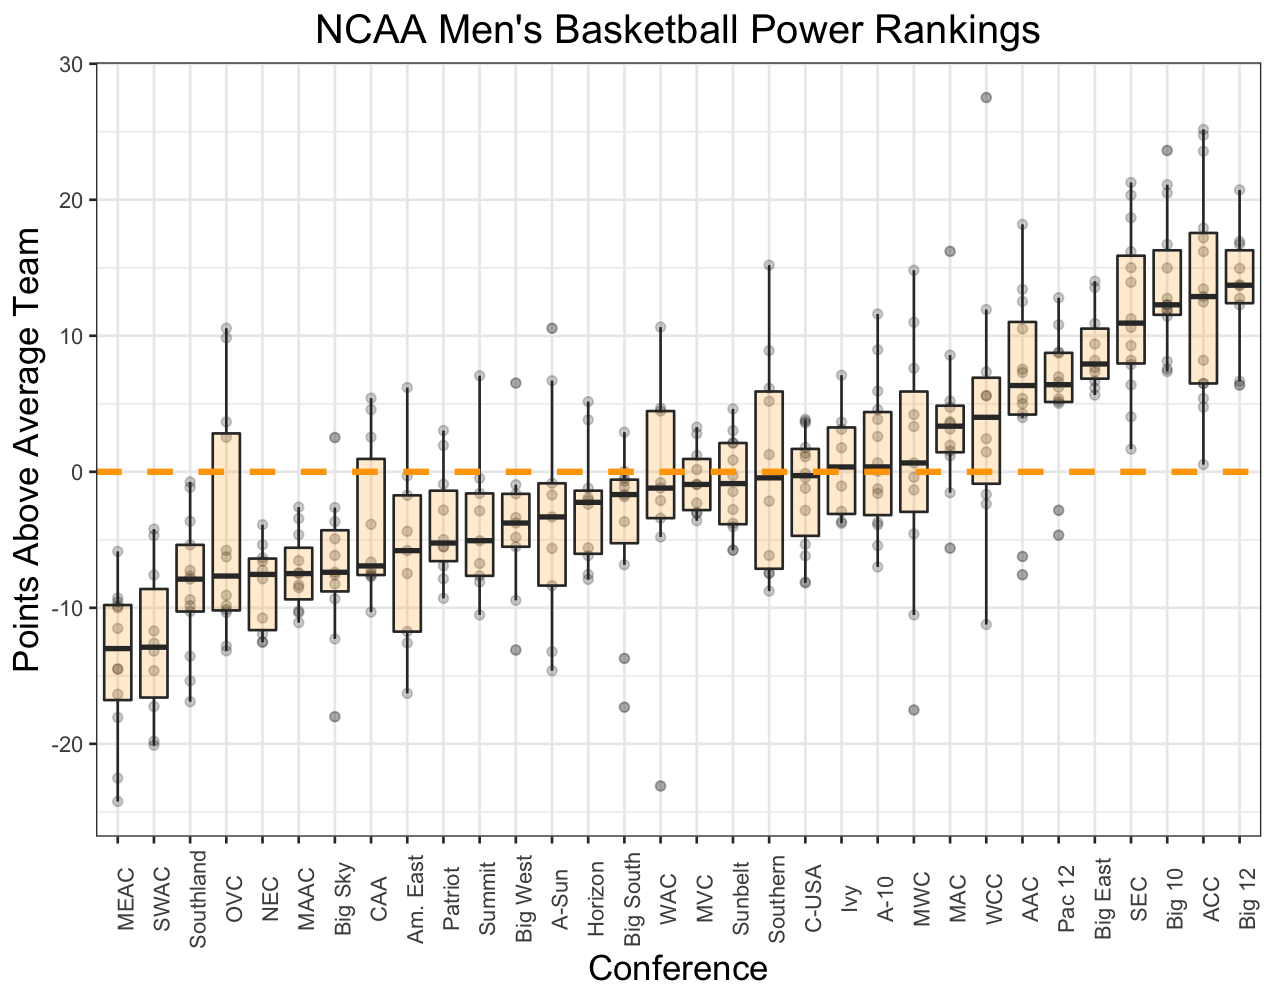 NCAA Men's Basketball Power Rankings
Points Above Average Team
30
20
10
0
-10
-20
MEAC
SWAC
Southland
OVC
NEC
MAAC
Big Sky
CAA
Am. East
Patriot
Summit
Big West
A-Sun
Horizon
Big South
WAC
MVC
Sunbelt
Southern
C-USA
Ivy
A-10
MWC
MAC
WCC
AAC
Pac 12
Big East
SEC
Big 10
ACC
Big 12
Conference